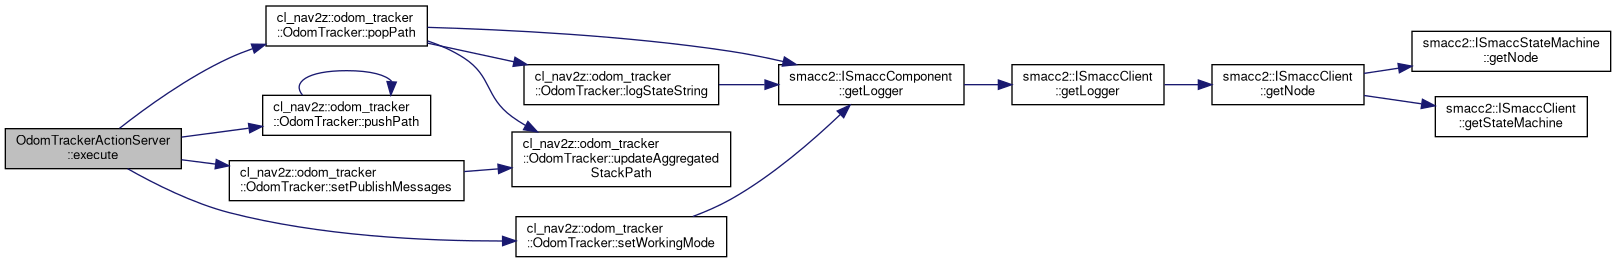 OdomTrackerActionServer
::execute
cl_nav2z::odom_tracker
::OdomTracker::popPath
cl_nav2z::odom_tracker
::OdomTracker::pushPath
cl_nav2z::odom_tracker
::OdomTracker::setPublishMessages
cl_nav2z::odom_tracker
::OdomTracker::logStateString
cl_nav2z::odom_tracker
::OdomTracker::updateAggregated
StackPath
cl_nav2z::odom_tracker
::OdomTracker::setWorkingMode
smacc2::ISmaccComponent
::getLogger
smacc2::ISmaccClient
::getLogger
smacc2::ISmaccClient
::getNode
smacc2::ISmaccStateMachine
::getNode
smacc2::ISmaccClient
::getStateMachine